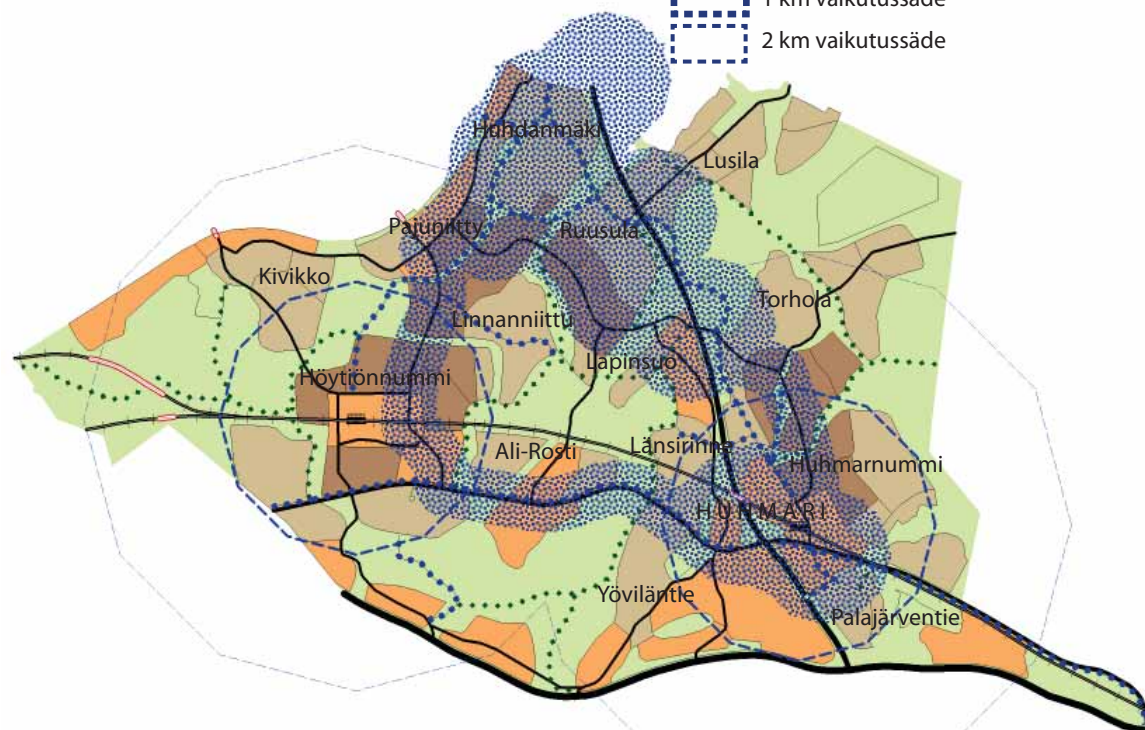 1 km vaikutussäde
2 km vaikutussäde
Huhdanmäki
Lusila
Pajuniitty
Ruusula
Kivikko
Torhola
Linnanniittu
Lapinsuo
Höytiönnummi
Ali-Rosti
Länsirinne
Huhmarnummi
HUHMARI
Yöviläntie
Palajärventie